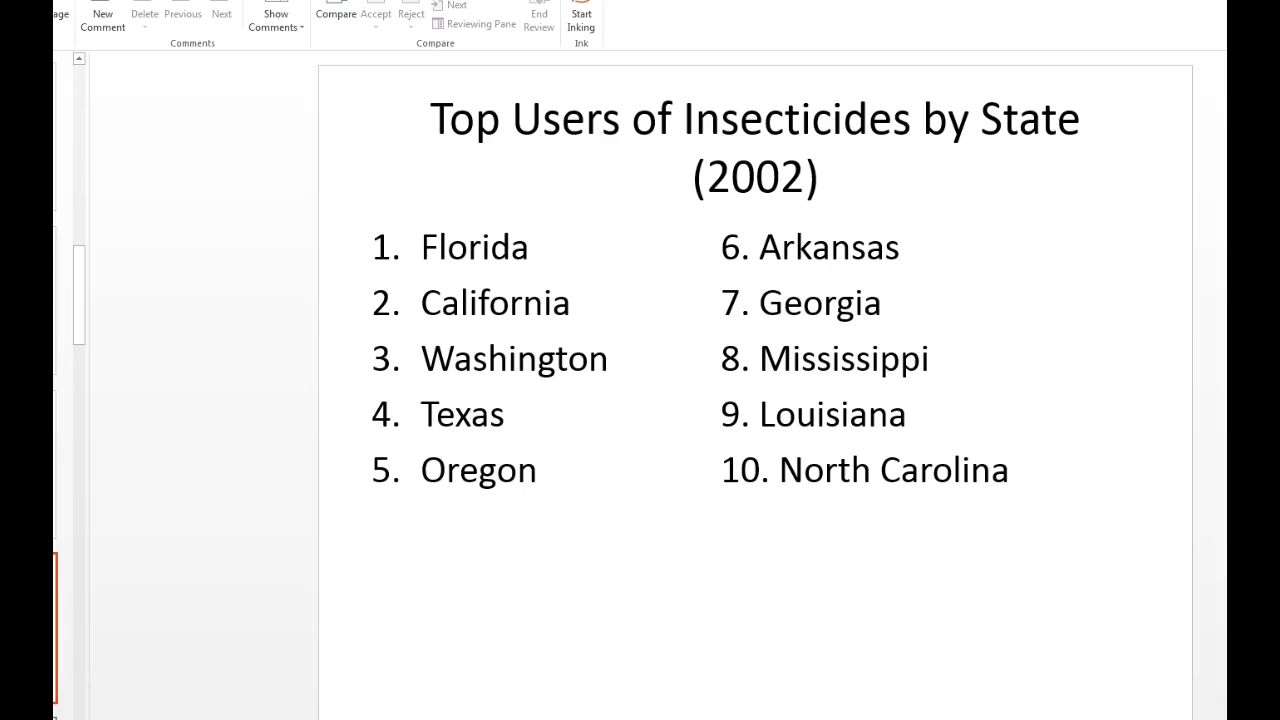 age
New
Comment
Delete
Previous
Next
Show
Comments
Comments
Compare
Accept
Reject
Next
Reviewing Pane
Compare
End
Review
Start
Inking
Ink
Top Users of Insecticides by State
(2002)
1. Florida
2. California
3. Washington
4. Texas
5. Oregon
6. Arkansas
7. Georgia
8. Mississippi
9. Louisiana
10. North Carolina